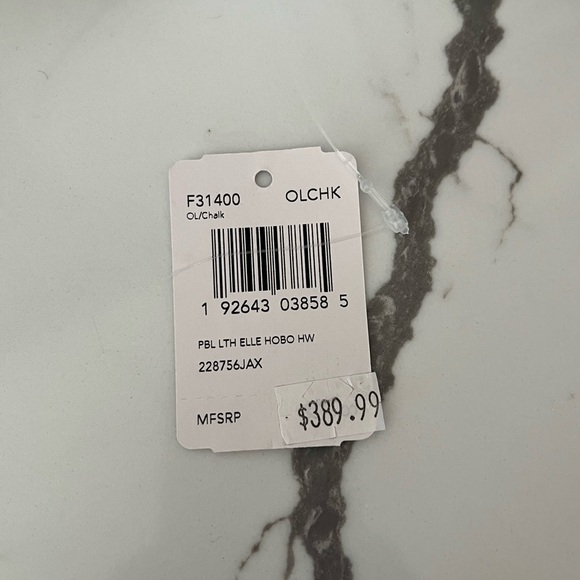 F31400 OLCHK
OL/Chalk
1 92643 03858 5
PBL LTH ELLE HOBO HW
228756JAX
MFSRP $389.99